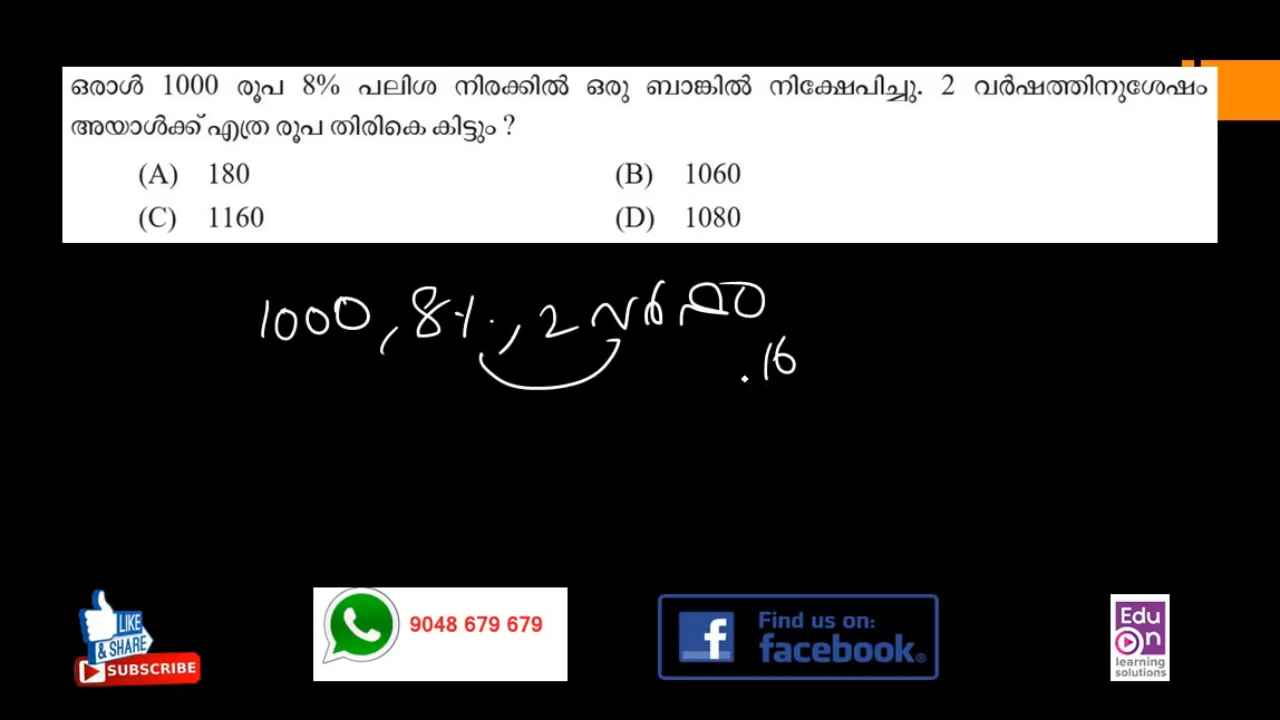 ഒരാൾ 1000 രൂപ 8% പലിശ നിരക്കിൽ ഒരു ബാങ്കിൽ നിക്ഷേപിച്ചു. 2 വർഷത്തിനുശേഷം
അയാൾക്ക് എത്ര രൂപ തിരികെ കിട്ടും ?
(A) 180 (B) 1060
(C) 1160 (D) 1080
1000, 8%, 2 വർഷം
.16
LIKE
& SHARE
SUBSCRIBE
9048 679 679
Find us on:
facebook®
Edu
On
learning
solutions